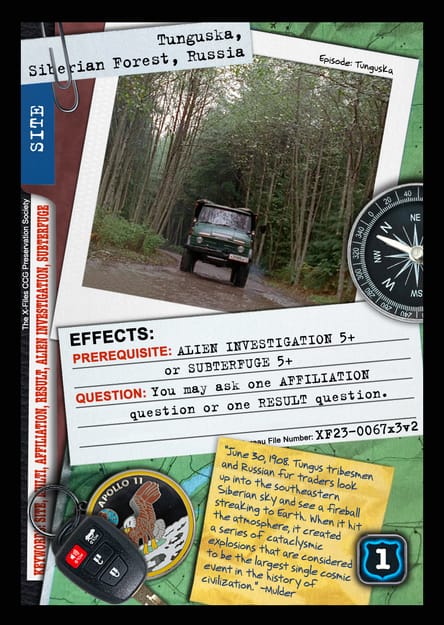 Tunguska,
Siberian Forest, Russia
Episode: Tunguska
SITE
The X-Files CCG Preservation Society
KEYWORDS: SITE, MULTI, AFFILIATION, RESULT, ALIEN INVESTIGATION, SUBTERFUGE
N
NE
NW
W
EFFECTS:
PREREQUISITE: ALIEN INVESTIGATION 5+
or SUBTERFUGE 5+
QUESTION: You may ask one AFFILIATION
question or one RESULT question.
File Number: XF23-0067x3v2
APOLLO 11
"June 30, 1908. Tungus tribesmen
and Russian fur traders look
up into the southeastern
Siberian sky and see a fireball
streaking to Earth. When it hit
the atmosphere, it created
a series of cataclysmic
explosions that are considered
to be the largest single cosmic
event in the history of
civilization." -Mulder
1